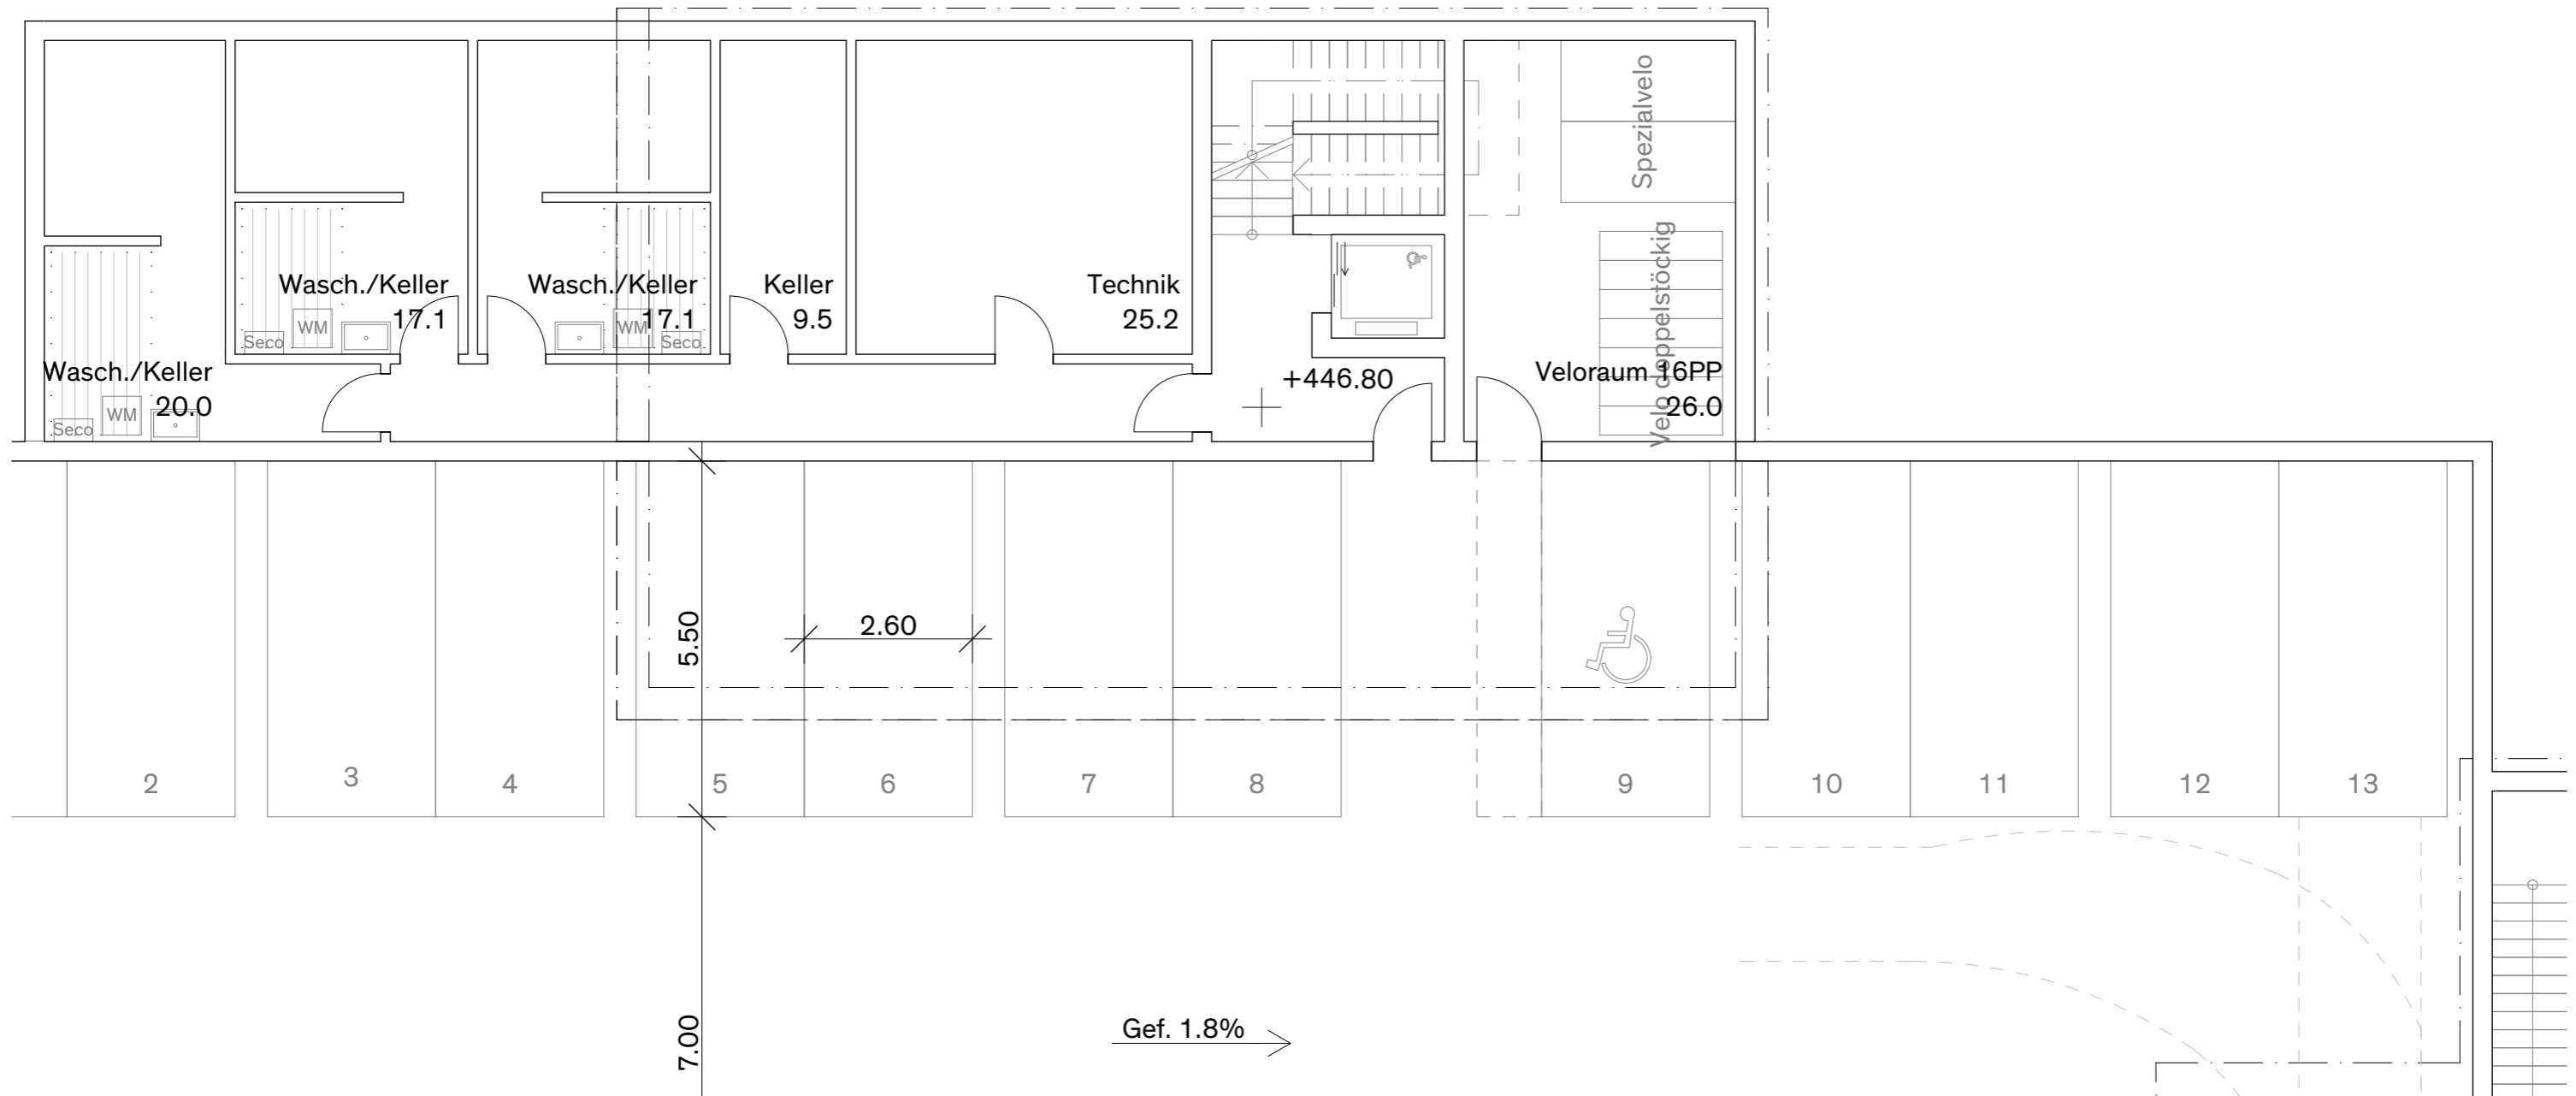 Spezialvelo
Velo doppelstöckig
Wasch./Keller
17.1
Wasch./Keller
17.1
Keller
9.5
Technik
25.2
WM
Seco
WM
Seco
Wasch./Keller
20.0
WM
Seco
+446.80
Veloraum 16PP
26.0
5.50
2.60
2
3
4
5
6
7
8
9
10
11
12
13
7.00
Gef. 1.8%